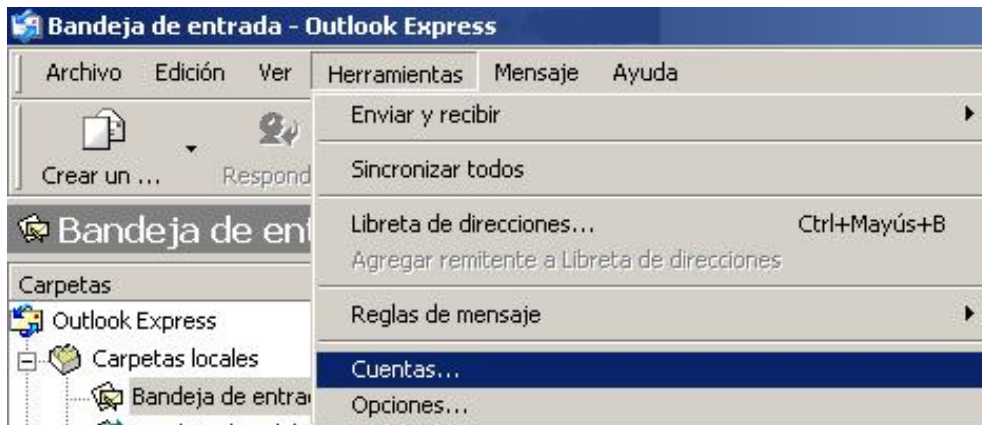 Bandeja de entrada - Outlook Express
Archivo Edición Ver Herramientas Mensaje Ayuda
Crear un ... Respond
Enviar y recibir
Sincronizar todos
Libreta de direcciones... Ctrl+Mayús+B
Agregar remitente a Libreta de direcciones
Reglas de mensaje
Cuentas...
Opciones...
Bandeja de ent
Carpetas
Outlook Express
Carpetas locales
Bandeja de entra